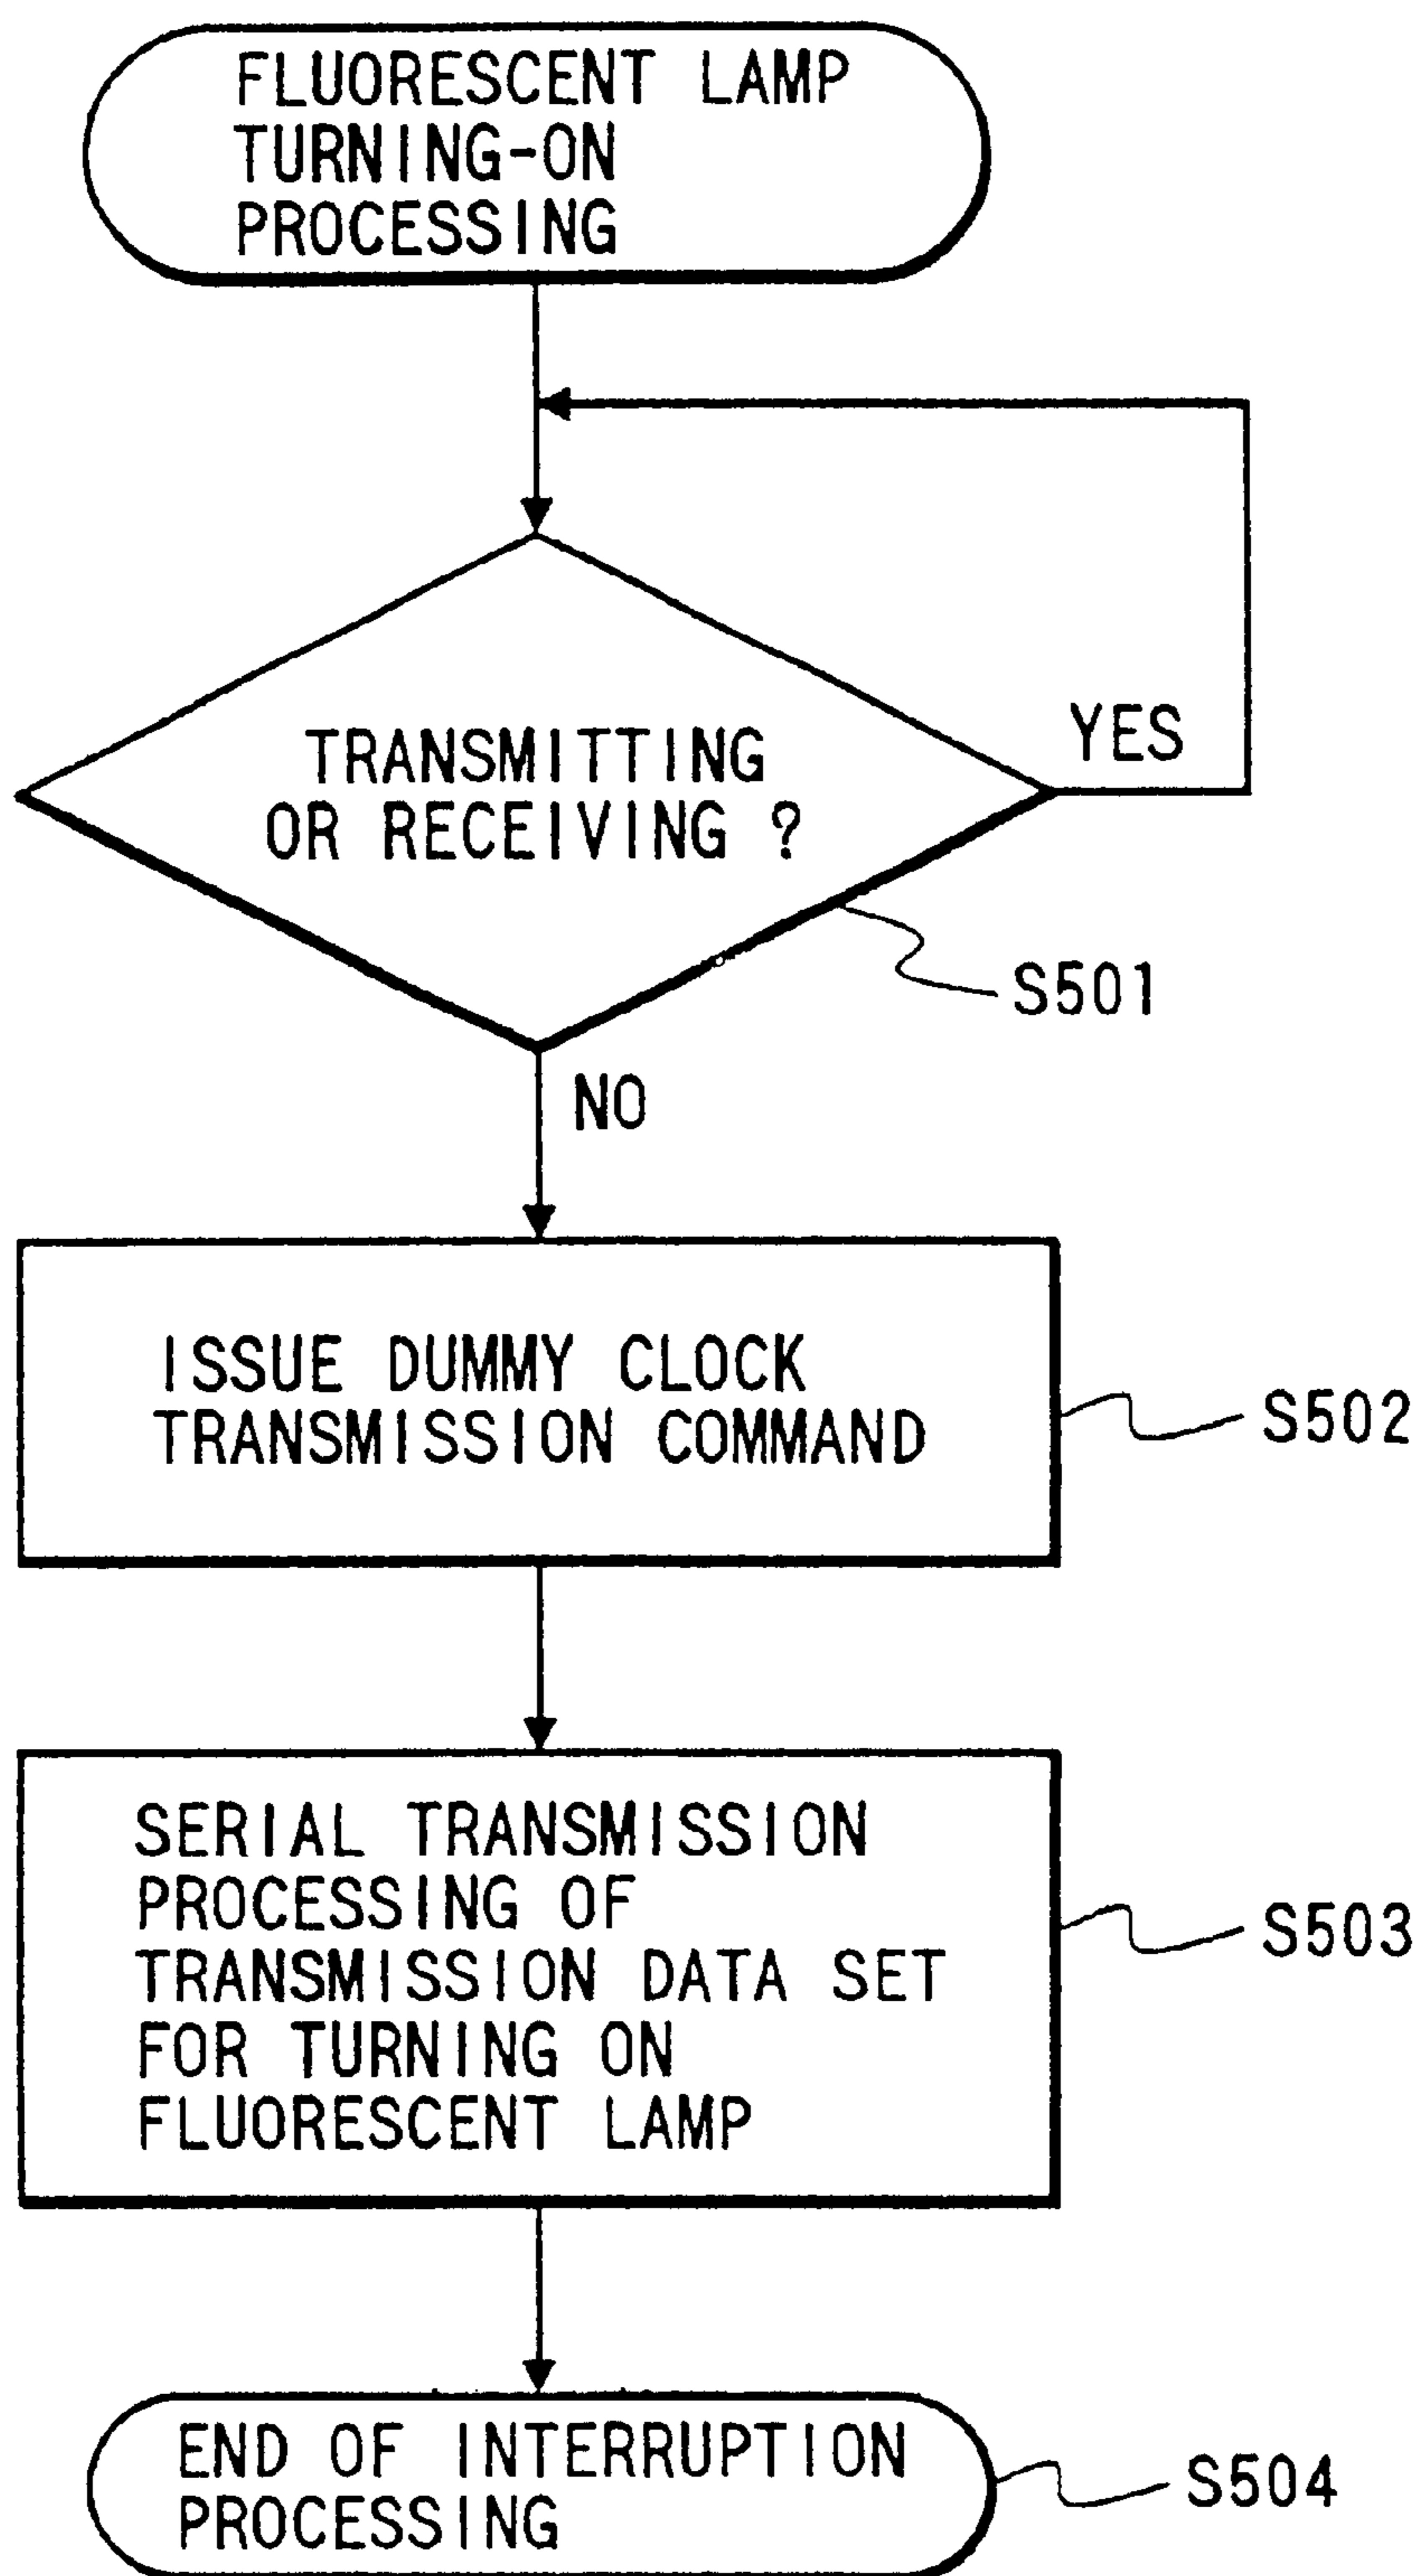 FLUORESCENT LAMP
TURNING-ON
PROCESSING
TRANSMITTING
OR RECEIVING ?
YES
S501
NO
ISSUE DUMMY CLOCK
TRANSMISSION COMMAND
S502
SERIAL TRANSMISSION
PROCESSING OF
TRANSMISSION DATA SET
FOR TURNING ON
FLUORESCENT LAMP
S503
END OF INTERRUPTION
PROCESSING
S504